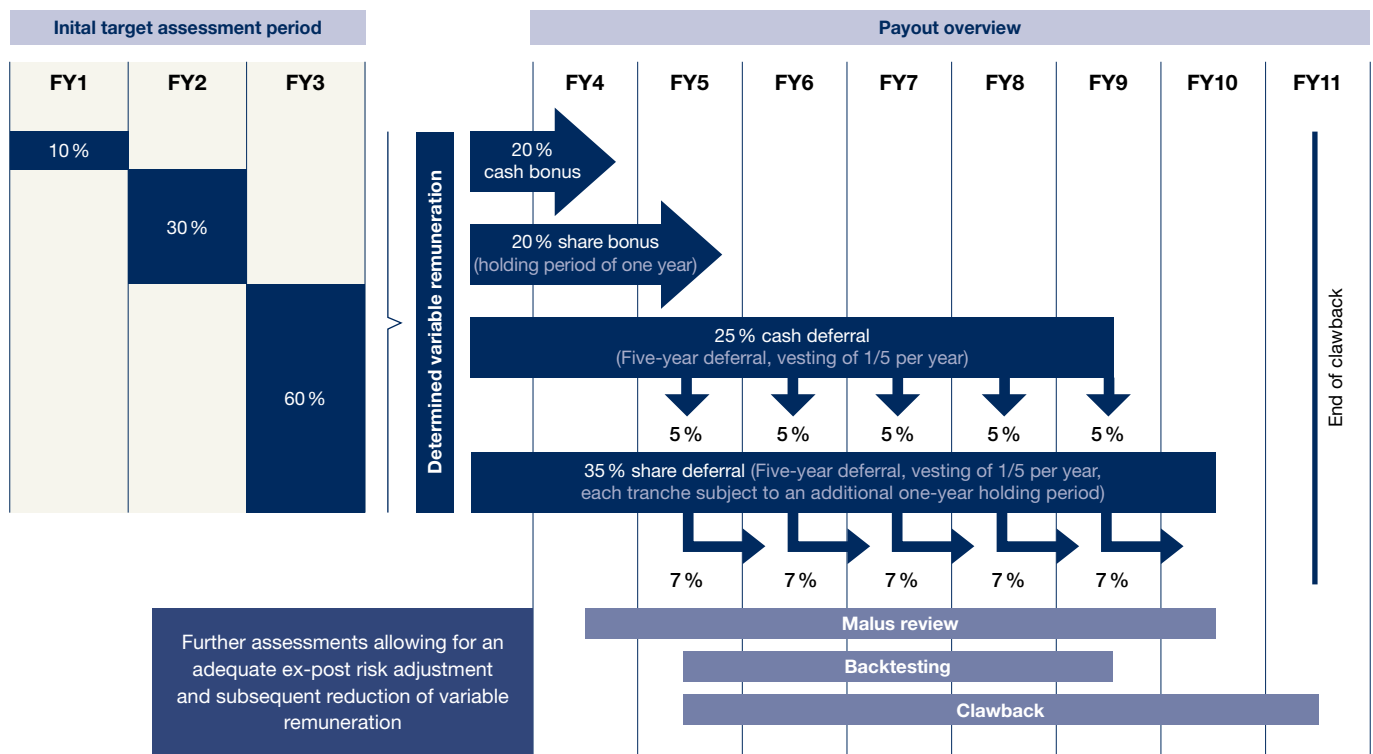 Inital target assessment period
Payout overview
FY1
FY2
FY3
FY4
FY5
FY6
FY7
FY8
FY9
FY10
FY11
10 %
30 %
60 %
Determined variable remuneration
20 %
cash bonus
20 % share bonus
(holding period of one year)
25 % cash deferral
(Five-year deferral, vesting of 1/5 per year)
5 %
5 %
5 %
5 %
5 %
35 % share deferral (Five-year deferral, vesting of 1/5 per year,
each tranche subject to an additional one-year holding period)
7 %
7 %
7 %
7 %
7 %
End of clawback
Further assessments allowing for an
adequate ex-post risk adjustment
and subsequent reduction of variable
remuneration
Malus review
Backtesting
Clawback